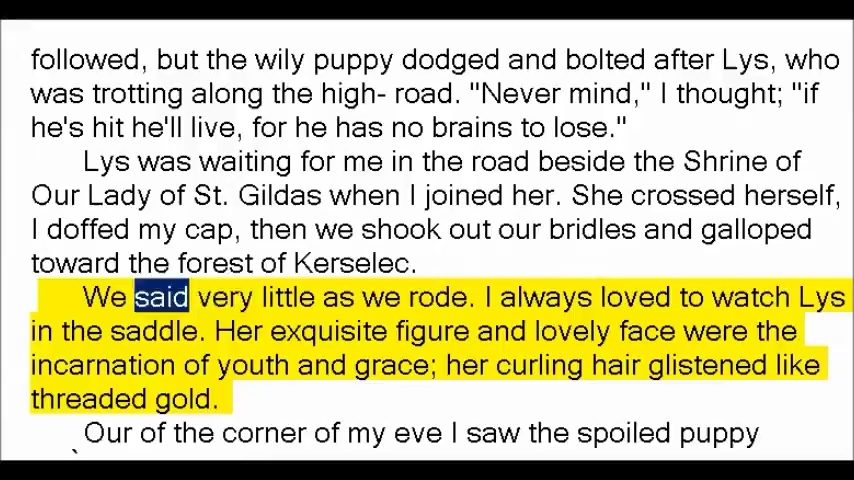 followed, but the wily puppy dodged and bolted after Lys, who
was trotting along the high- road. "Never mind," I thought; "if
he's hit he'll live, for he has no brains to lose."
Lys was waiting for me in the road beside the Shrine of
Our Lady of St. Gildas when I joined her. She crossed herself,
I doffed my cap, then we shook out our bridles and galloped
toward the forest of Kerselec.
We said very little as we rode. I always loved to watch Lys
in the saddle. Her exquisite figure and lovely face were the
incarnation of youth and grace; her curling hair glistened like
threaded gold.
Our of the corner of my eve I saw the spoiled puppy